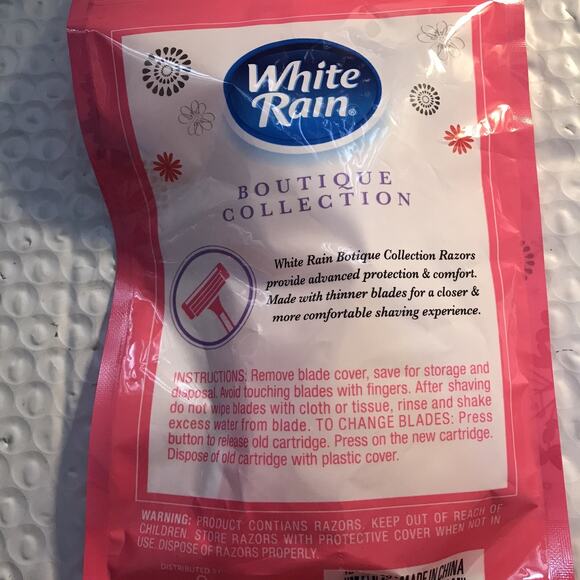 White
Rain®
BOUTIQUE
COLLECTION
White Rain Botique Collection Razors
provide advanced protection & comfort.
Made with thinner blades for a closer &
more comfortable shaving experience.
INSTRUCTIONS: Remove blade cover, save for storage and
disposal. Avoid touching blades with fingers. After shaving
do not wipe blades with cloth or tissue, rinse and shake
excess water from blade. TO CHANGE BLADES: Press
button to release old cartridge. Press on the new cartridge.
Dispose of old cartridge with plastic cover.
WARNING: PRODUCT CONTIANS RAZORS. KEEP OUT OF REACH OF
CHILDREN. STORE RAZORS WITH PROTECTIVE COVER WHEN NOT IN
USE. DISPOSE OF RAZORS PROPERLY.
DISTRIBUTED
MADE IN CHINA